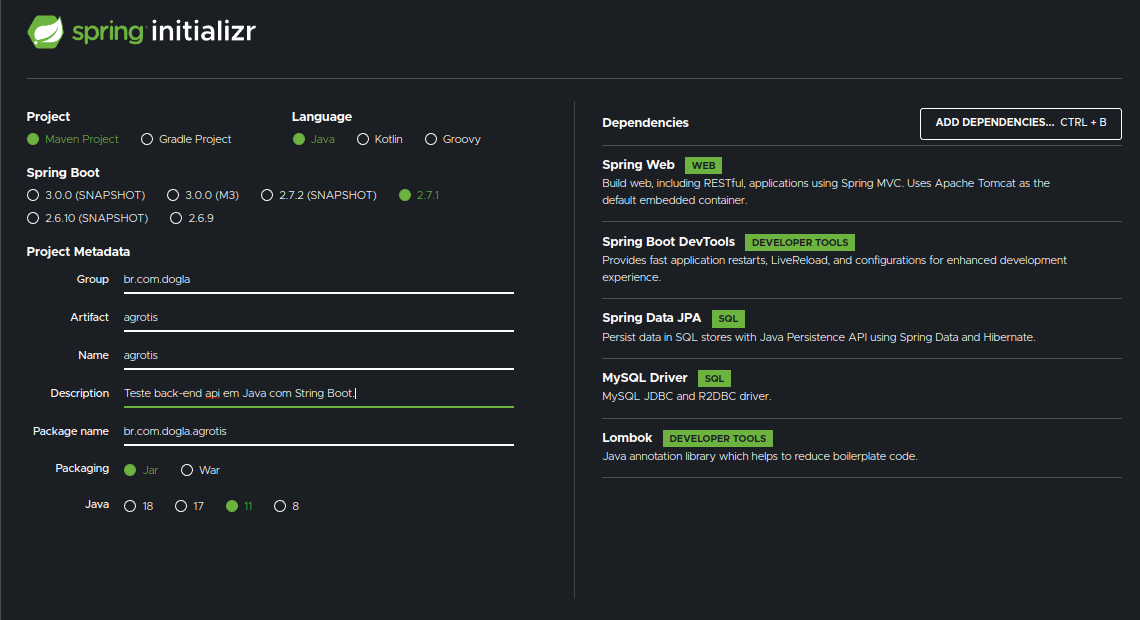 spring initializr
Project
Maven Project Gradle Project
Language
Java Kotlin Groovy
Spring Boot
3.0.0 (SNAPSHOT) 3.0.0 (M3) 2.7.2 (SNAPSHOT) 2.7.1
2.6.10 (SNAPSHOT) 2.6.9
Project Metadata
Group br.com.dogla
Artifact agrotis
Name agrotis
Description Teste back-end api em Java com String Boot.
Package name br.com.dogla.agrotis
Packaging Jar War
Java 18 17 11 8
Dependencies ADD DEPENDENCIES... CTRL + B
Spring Web WEB
Build web, including RESTful, applications using Spring MVC. Uses Apache Tomcat as the
default embedded container.
Spring Boot DevTools DEVELOPER TOOLS
Provides fast application restarts, LiveReload, and configurations for enhanced development
experience.
Spring Data JPA SQL
Persist data in SQL stores with Java Persistence API using Spring Data and Hibernate.
MySQL Driver SQL
MySQL JDBC and R2DBC driver.
Lombok DEVELOPER TOOLS
Java annotation library which helps to reduce boilerplate code.